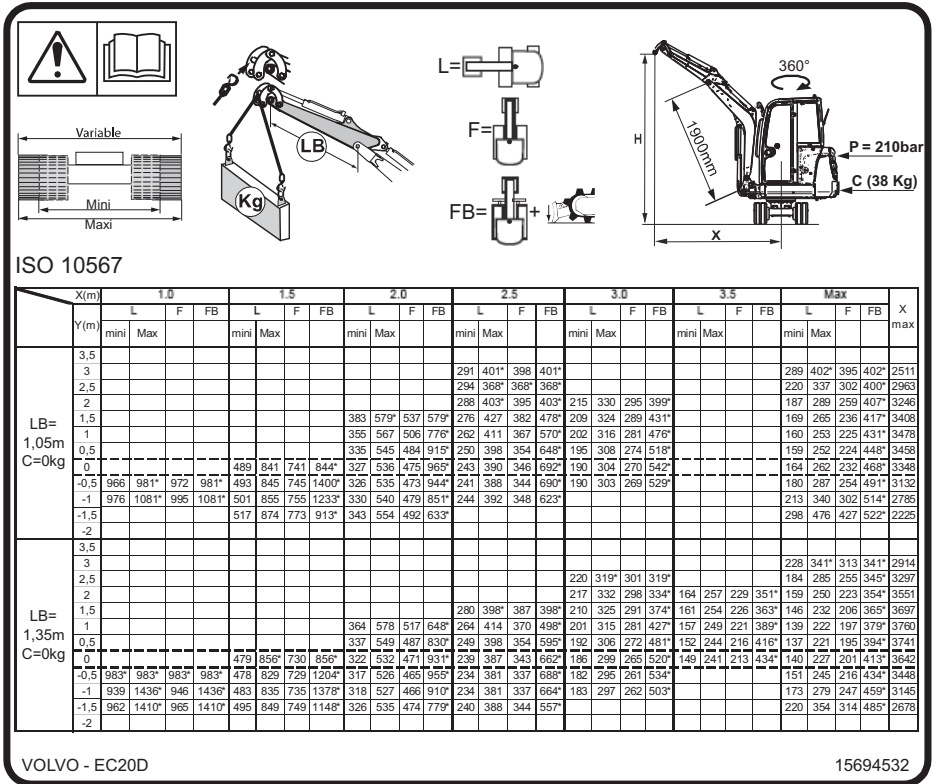 L=
360°
Variable
LB
H
F=
1900mm
P = 210bar
Mini
Kg
C (38 Kg)
Maxi
FB= +
X
ISO 10567
X(m) 1.0 1.5 2.0 2.5 3.0 3.5 Max
L F FB L F FB L F FB L F FB L F FB L F FB L F FB X max
Y(m)
mini Max mini Max mini Max mini Max mini Max mini Max mini Max
LB= 1,05m C=0kg
3,5
3 291 401* 398 401* 289 402* 395 402* 2511
2,5 294 368* 368* 368* 220 337 302 400* 2963
2 288 403* 395 403* 215 330 295 399* 187 289 259 407* 3246
1,5 383 579* 537 579* 276 427 382 478* 209 324 289 431* 169 265 236 417* 3408
1 355 567 506 776* 262 411 367 570* 202 316 281 476* 160 253 225 431* 3478
0,5 335 545 484 915* 250 398 354 648* 195 308 274 518* 159 252 224 448* 3458
0 489 841 741 844* 327 536 475 965* 243 390 346 692* 190 304 270 542* 164 262 232 468* 3348
-0,5 966 981* 972 981* 493 845 745 1400* 326 535 473 944* 241 388 344 690* 190 303 269 529* 180 287 254 491* 3132
-1 976 1081* 995 1081* 501 855 755 1233* 330 540 479 851* 244 392 348 623* 213 340 302 514* 2785
-1,5 517 874 773 913* 343 554 492 633* 298 476 427 522* 2225
-2
LB= 1,35m C=0kg
3,5
3 228 341* 313 341* 2914
2,5 220 319* 301 319* 184 285 255 345* 3297
2 217 332 298 334* 164 257 229 351* 159 250 223 354* 3551
1,5 280 398* 387 398* 210 325 291 374* 161 254 226 363* 146 232 206 365* 3697
1 364 578 517 648* 264 414 370 498* 201 315 281 427* 157 249 221 389* 139 222 197 379* 3760
0,5 337 549 487 830* 249 398 354 595* 192 306 272 481* 152 244 216 416* 137 221 195 394* 3741
0 479 856* 730 856* 322 532 471 931* 239 387 343 662* 186 299 265 520* 149 241 213 434* 140 227 201 413* 3642
-0,5 983* 983* 983* 983* 478 829 729 1204* 317 526 465 955* 234 381 337 688* 182 295 261 534* 151 245 216 434* 3448
-1 939 1436* 946 1436* 483 835 735 1378* 318 527 466 910* 234 381 337 664* 183 297 262 503* 173 279 247 459* 3145
-1,5 962 1410* 965 1410* 495 849 749 1148* 326 535 474 779* 240 388 344 557* 220 354 314 485* 2678
-2
VOLVO - EC20D
15694532